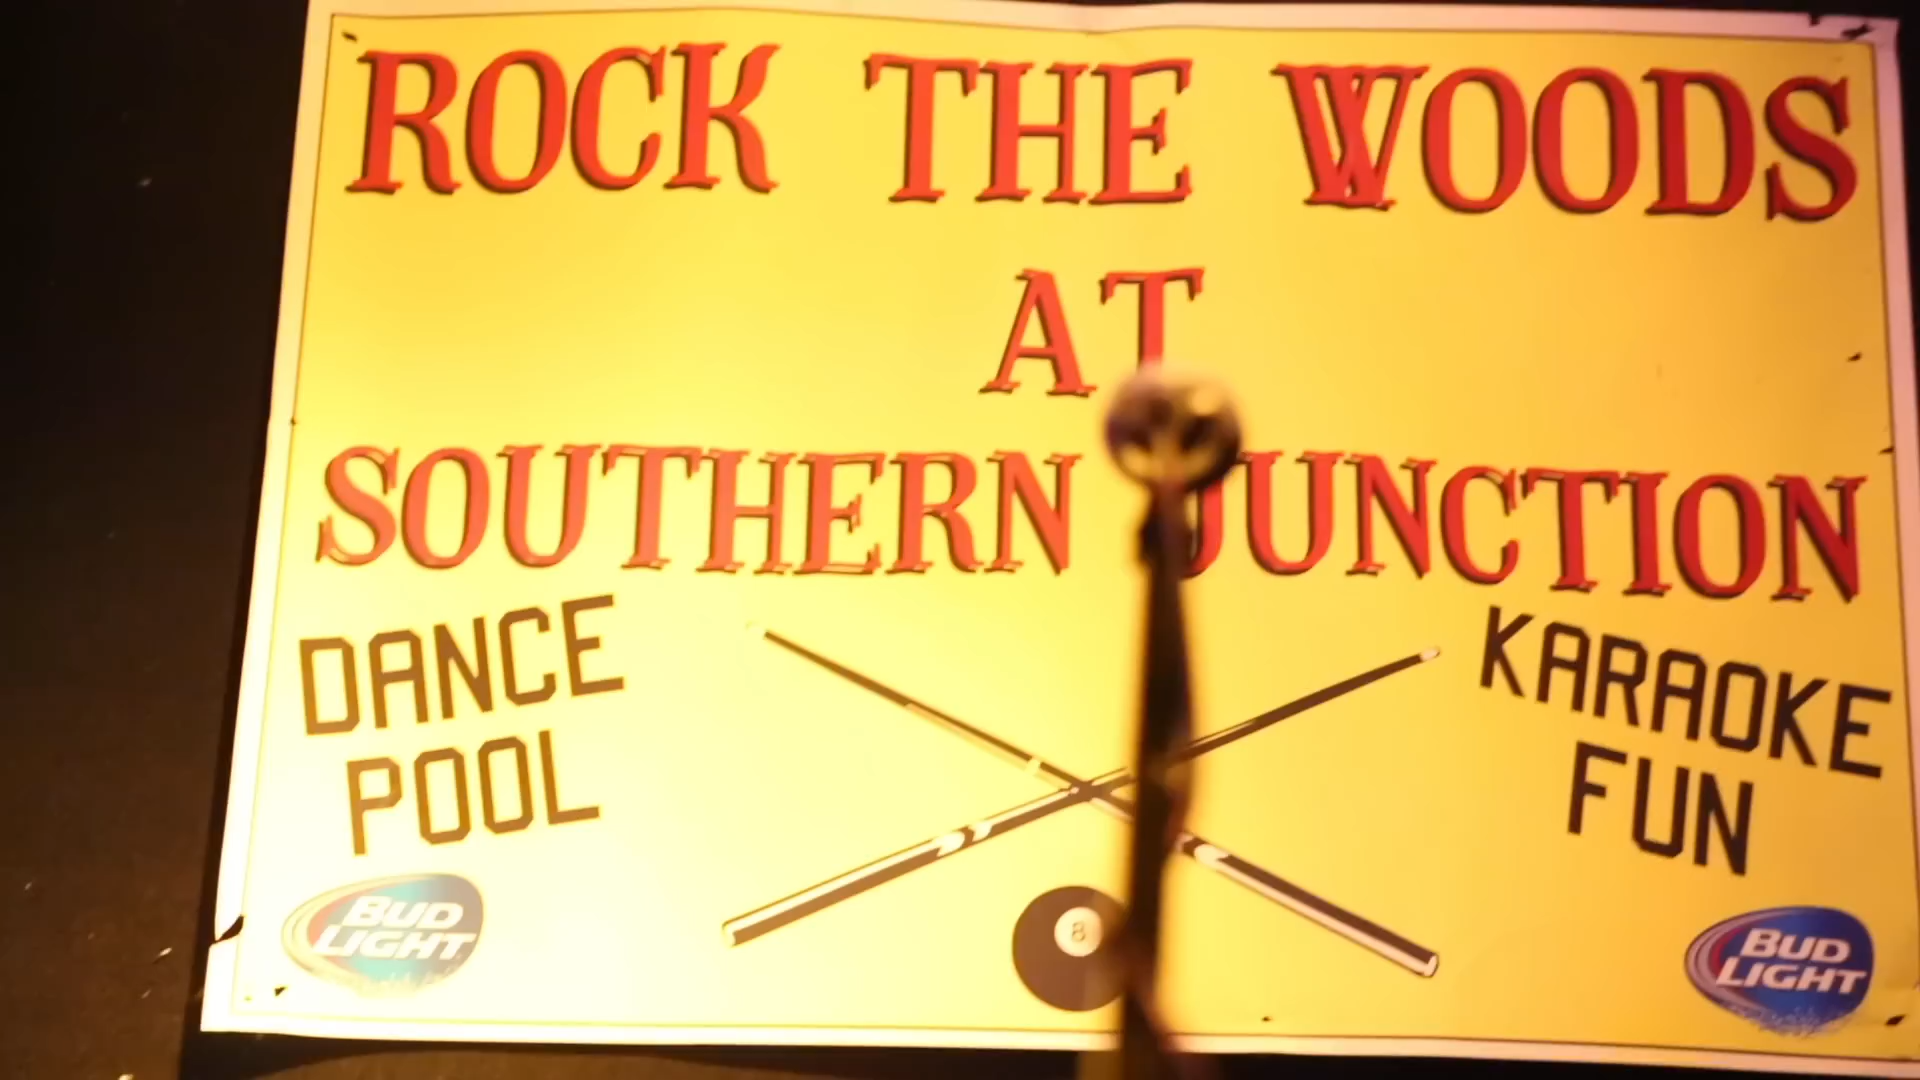 ROCK THE WOODS
AT
SOUTHERN JUNCTION
DANCE
POOL
KARAOKE
FUN
8
BUD
LIGHT
BUD
LIGHT